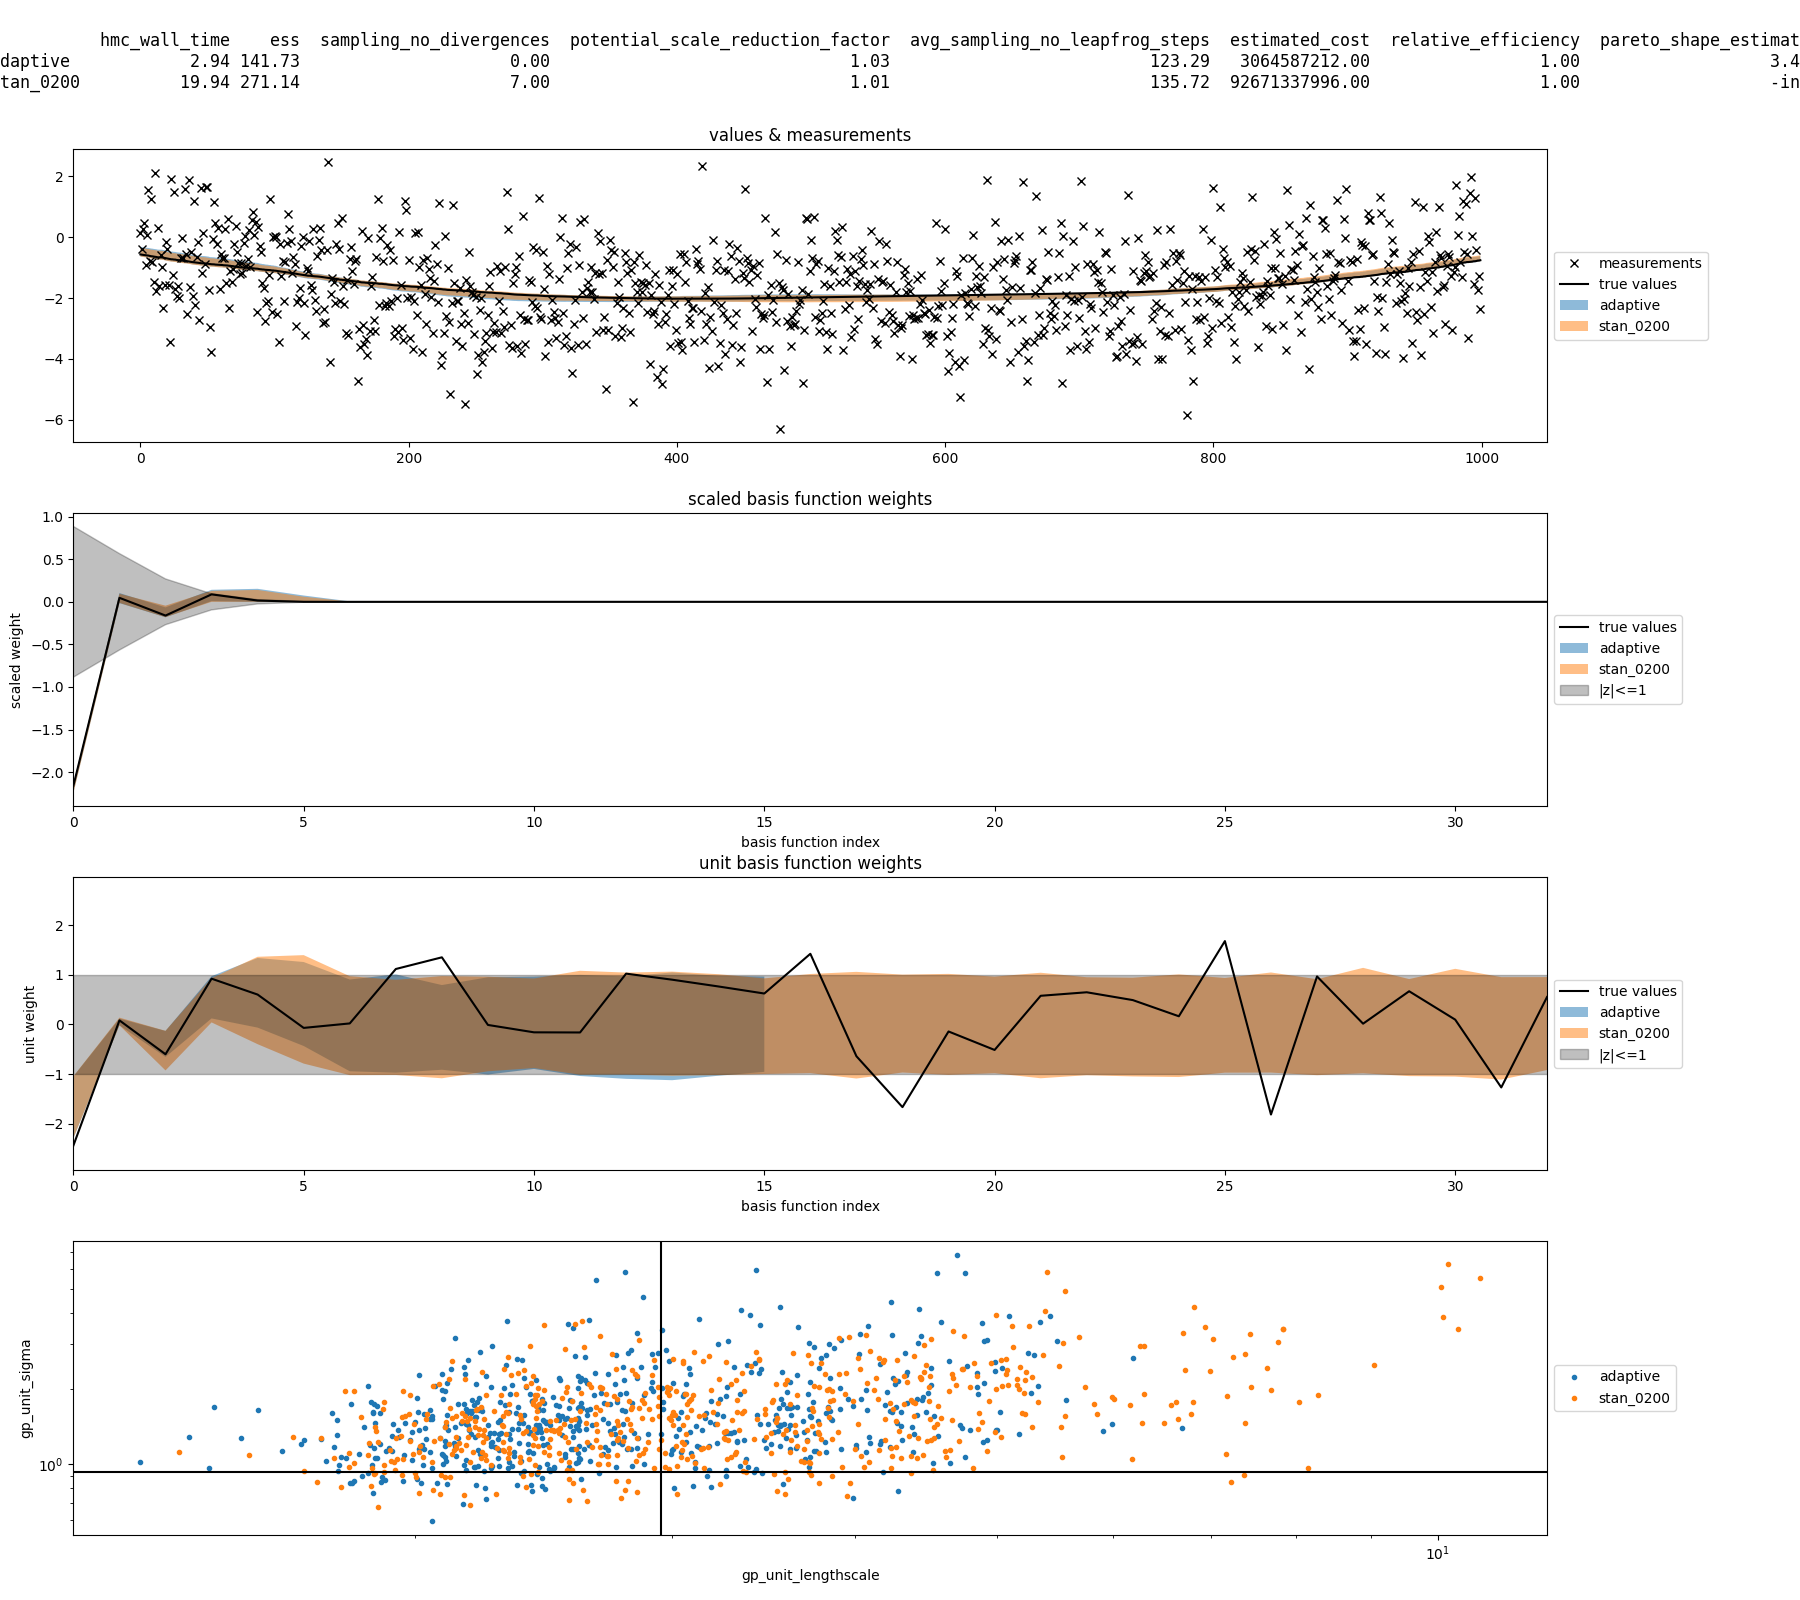 hmc_wall_time ess sampling_no_divergences potential_scale_reduction_factor avg_sampling_no_leapfrog_steps estimated_cost relative_efficiency pareto_shape_estimat
daptive 2.94 141.73 0.00 1.03 123.29 3064587212.00 1.00 3.4
tan_0200 19.94 271.14 7.00 1.01 135.72 92671337996.00 1.00 -in
values & measurements
2
0
−2
−4
−6
0 200 400 600 800 1000
measurements
true values
adaptive
stan_0200
scaled basis function weights
scaled weight
1.0
0.5
0.0
−0.5
−1.0
−1.5
−2.0
0 5 10 15 20 25 30
basis function index
true values
adaptive
stan_0200
|z|<=1
unit basis function weights
unit weight
2
1
0
−1
−2
0 5 10 15 20 25 30
basis function index
true values
adaptive
stan_0200
|z|<=1
gp_unit_sigma
10⁰
10¹
gp_unit_lengthscale
adaptive
stan_0200